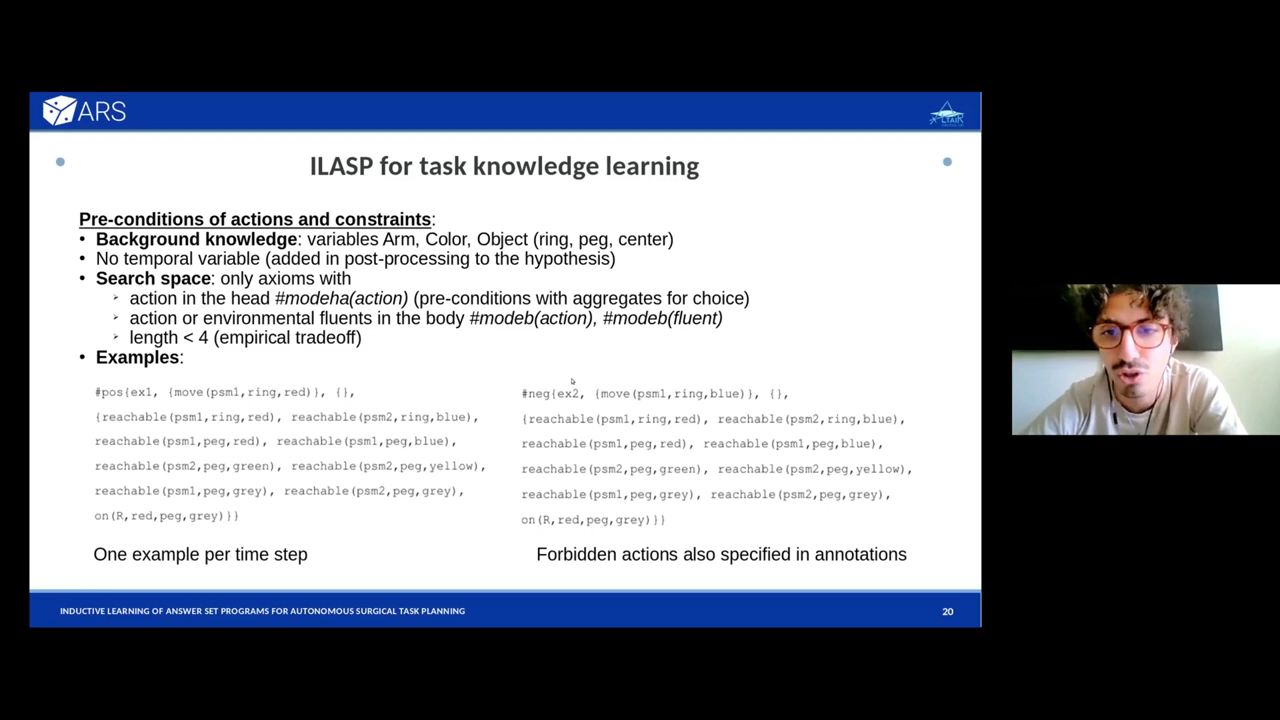 ARS
ALTAIR
ILASP for task knowledge learning
Pre-conditions of actions and constraints:
• Background knowledge: variables Arm, Color, Object (ring, peg, center)
• No temporal variable (added in post-processing to the hypothesis)
• Search space: only axioms with
➢ action in the head #modeha(action) (pre-conditions with aggregates for choice)
➢ action or environmental fluents in the body #modeb(action), #modeb(fluent)
➢ length < 4 (empirical tradeoff)
• Examples:
#pos{ex1, {move(psm1,ring,red)}, {},
{reachable(psm1,ring,red), reachable(psm2,ring,blue),
reachable(psm1,peg,red), reachable(psm1,peg,blue),
reachable(psm2,peg,green), reachable(psm2,peg,yellow),
reachable(psm1,peg,grey), reachable(psm2,peg,grey),
on(R,red,peg,grey)}}
One example per time step
#neg{ex2, {move(psm1,ring,blue)}, {},
{reachable(psm1,ring,red), reachable(psm2,ring,blue),
reachable(psm1,peg,red), reachable(psm1,peg,blue),
reachable(psm2,peg,green), reachable(psm2,peg,yellow),
reachable(psm1,peg,grey), reachable(psm2,peg,grey),
on(R,red,peg,grey)}}
Forbidden actions also specified in annotations
INDUCTIVE LEARNING OF ANSWER SET PROGRAMS FOR AUTONOMOUS SURGICAL TASK PLANNING
20